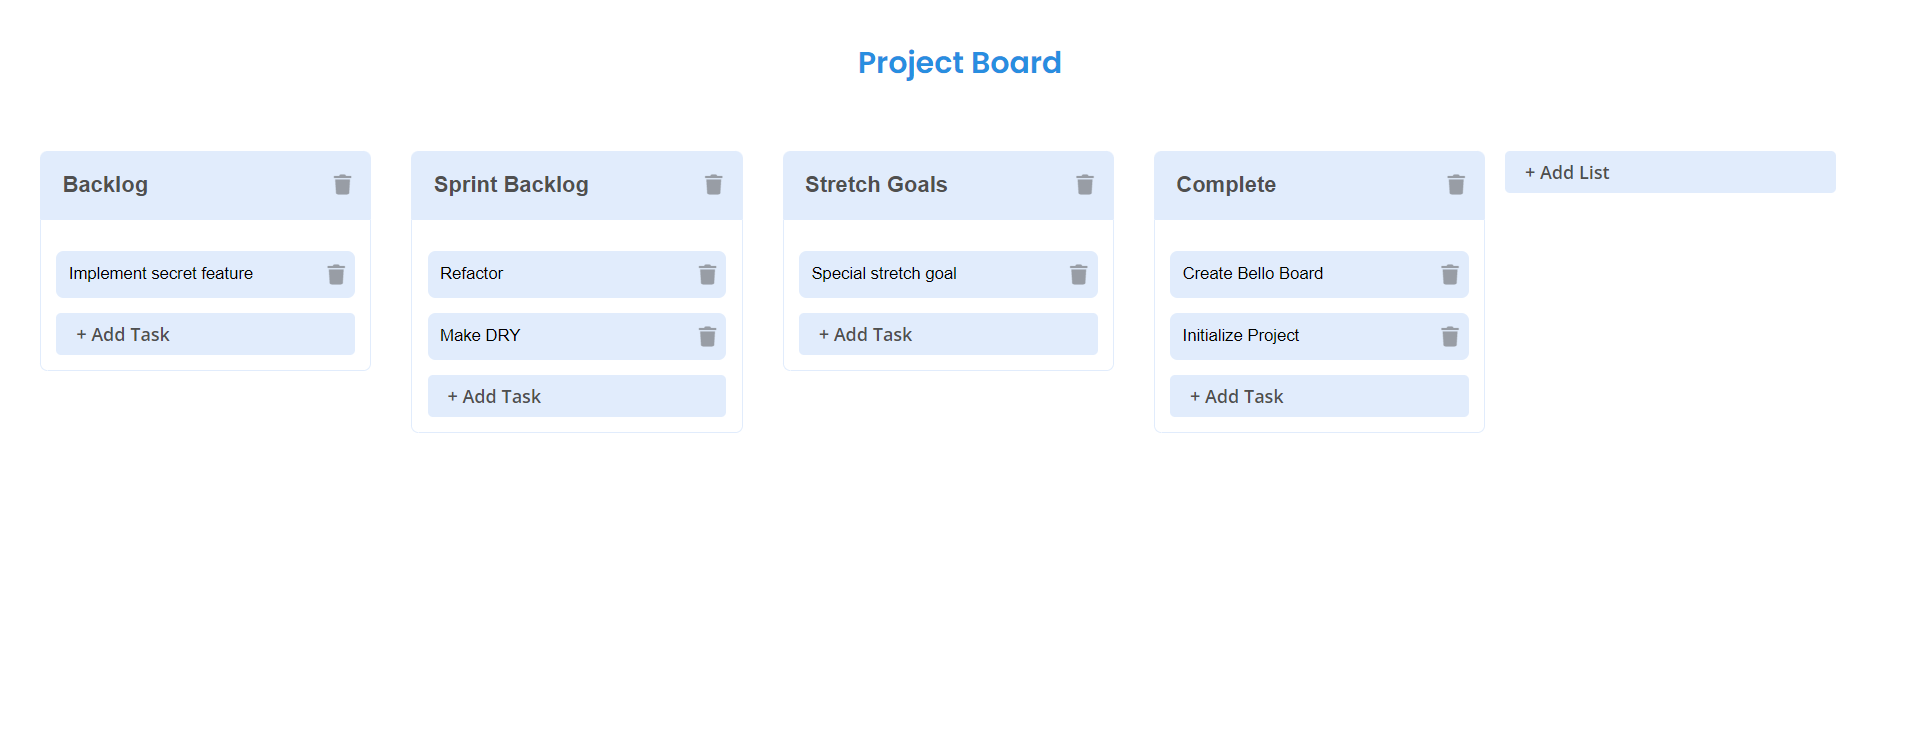 Project Board
Backlog
Implement secret feature
+ Add Task
Sprint Backlog
Refactor
Make DRY
+ Add Task
Stretch Goals
Special stretch goal
+ Add Task
Complete
Create Bello Board
Initialize Project
+ Add Task
+ Add List